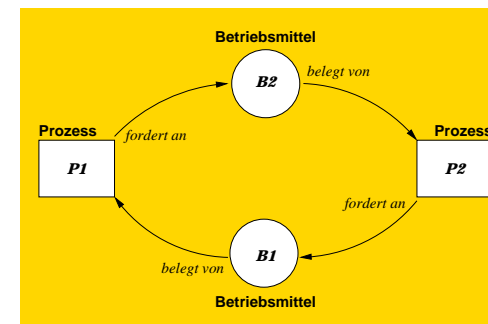 Betriebsmittel
B2
belegt von
Prozess
fordert an
Prozess
P1
P2
fordert an
B1
belegt von
Betriebsmittel